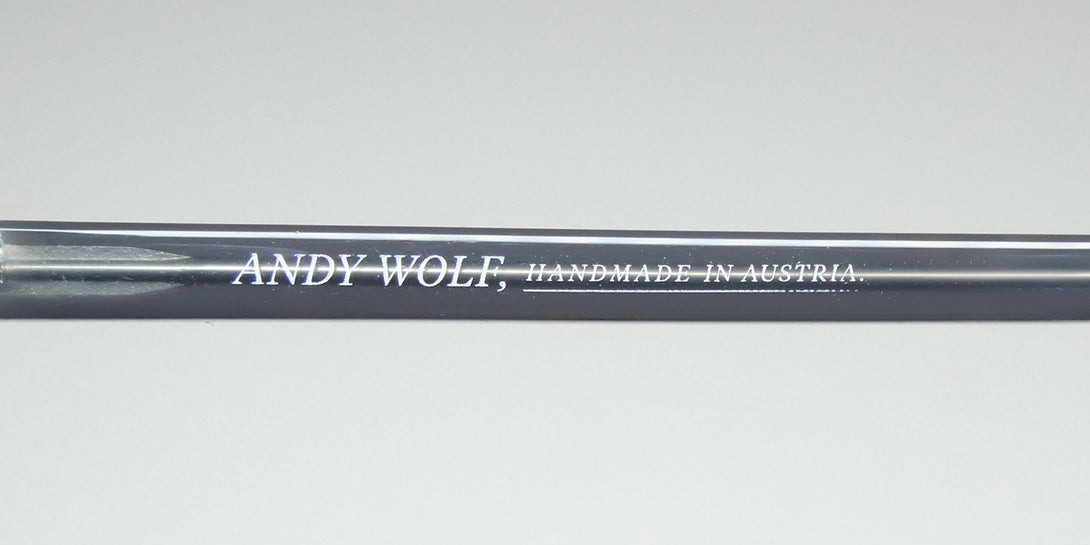 ANDY WOLF, HANDMADE IN AUSTRIA.